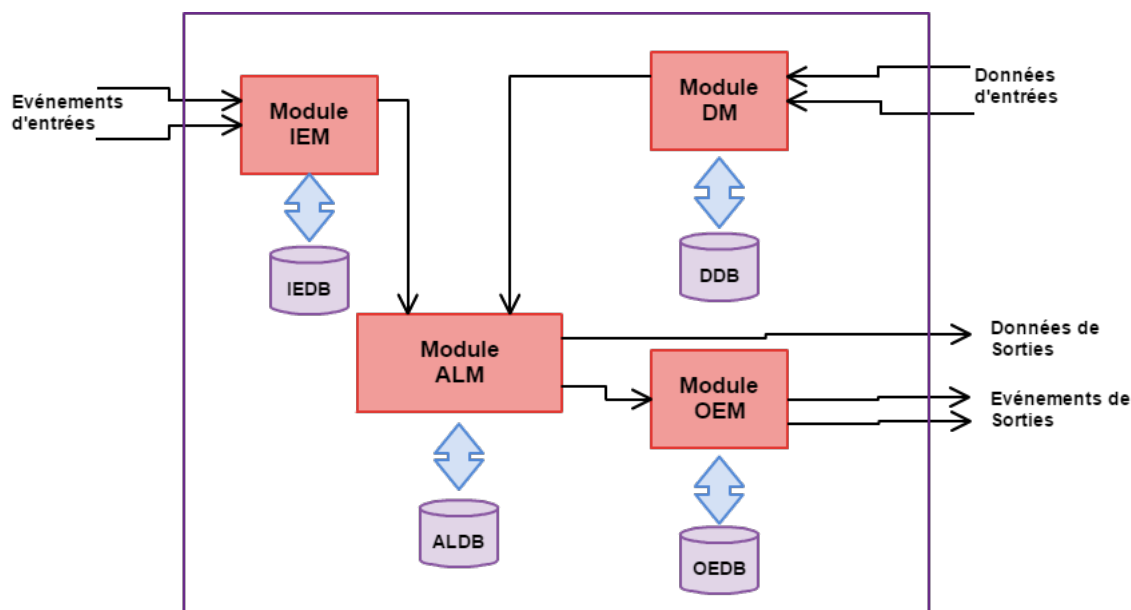 Evénements
d'entrées
Module
IEM
Module
DM
Données
d'entrées
IEDB
DDB
Module
ALM
Données de
Sorties
Module
OEM
Evénements de
Sorties
ALDB
OEDB